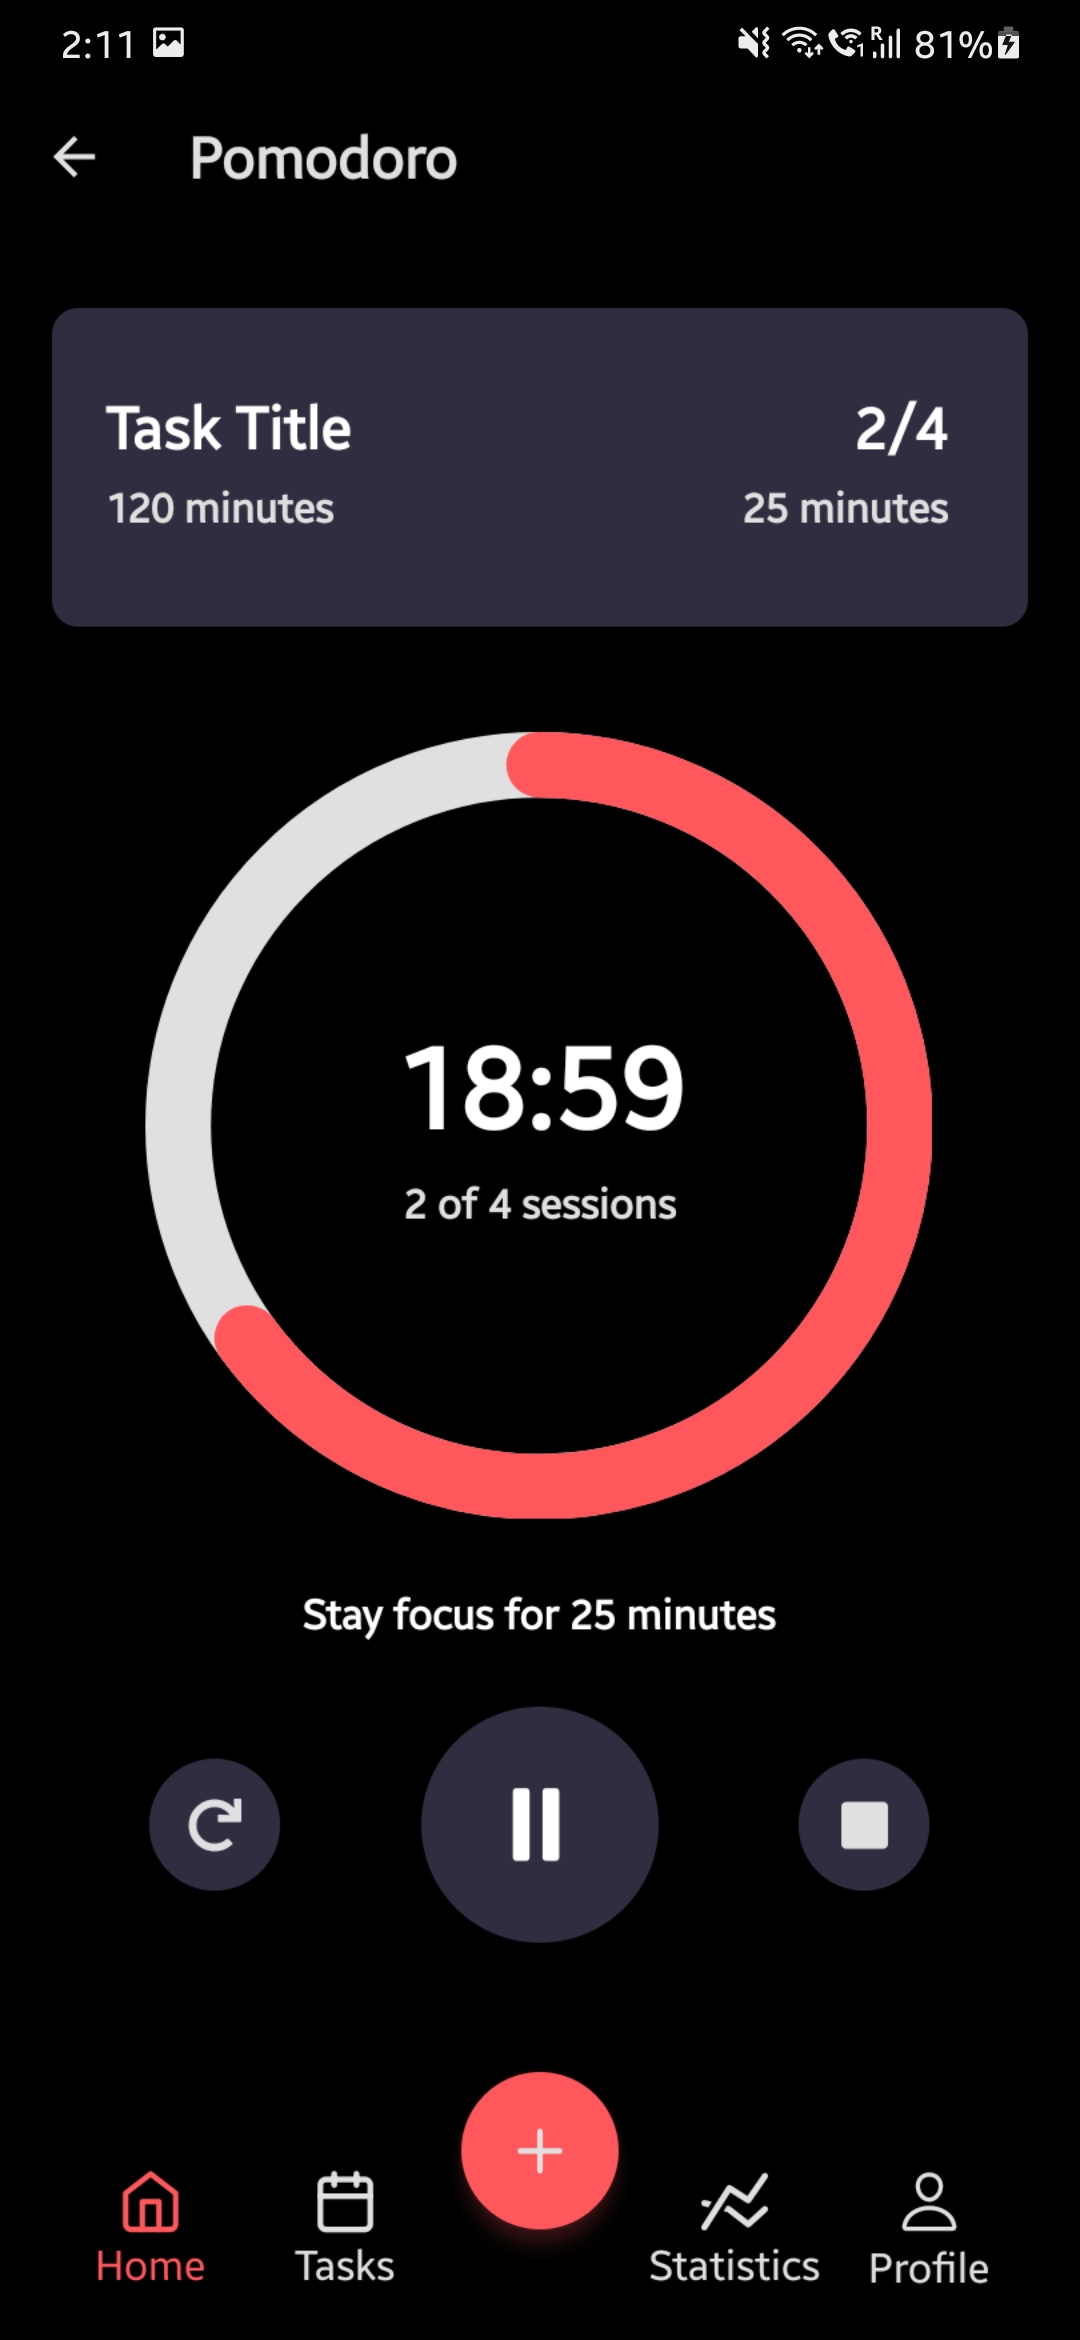 2:11 R 81%
Pomodoro
Task Title 2/4
120 minutes 25 minutes
18:59
2 of 4 sessions
Stay focus for 25 minutes
Home Tasks Statistics Profile